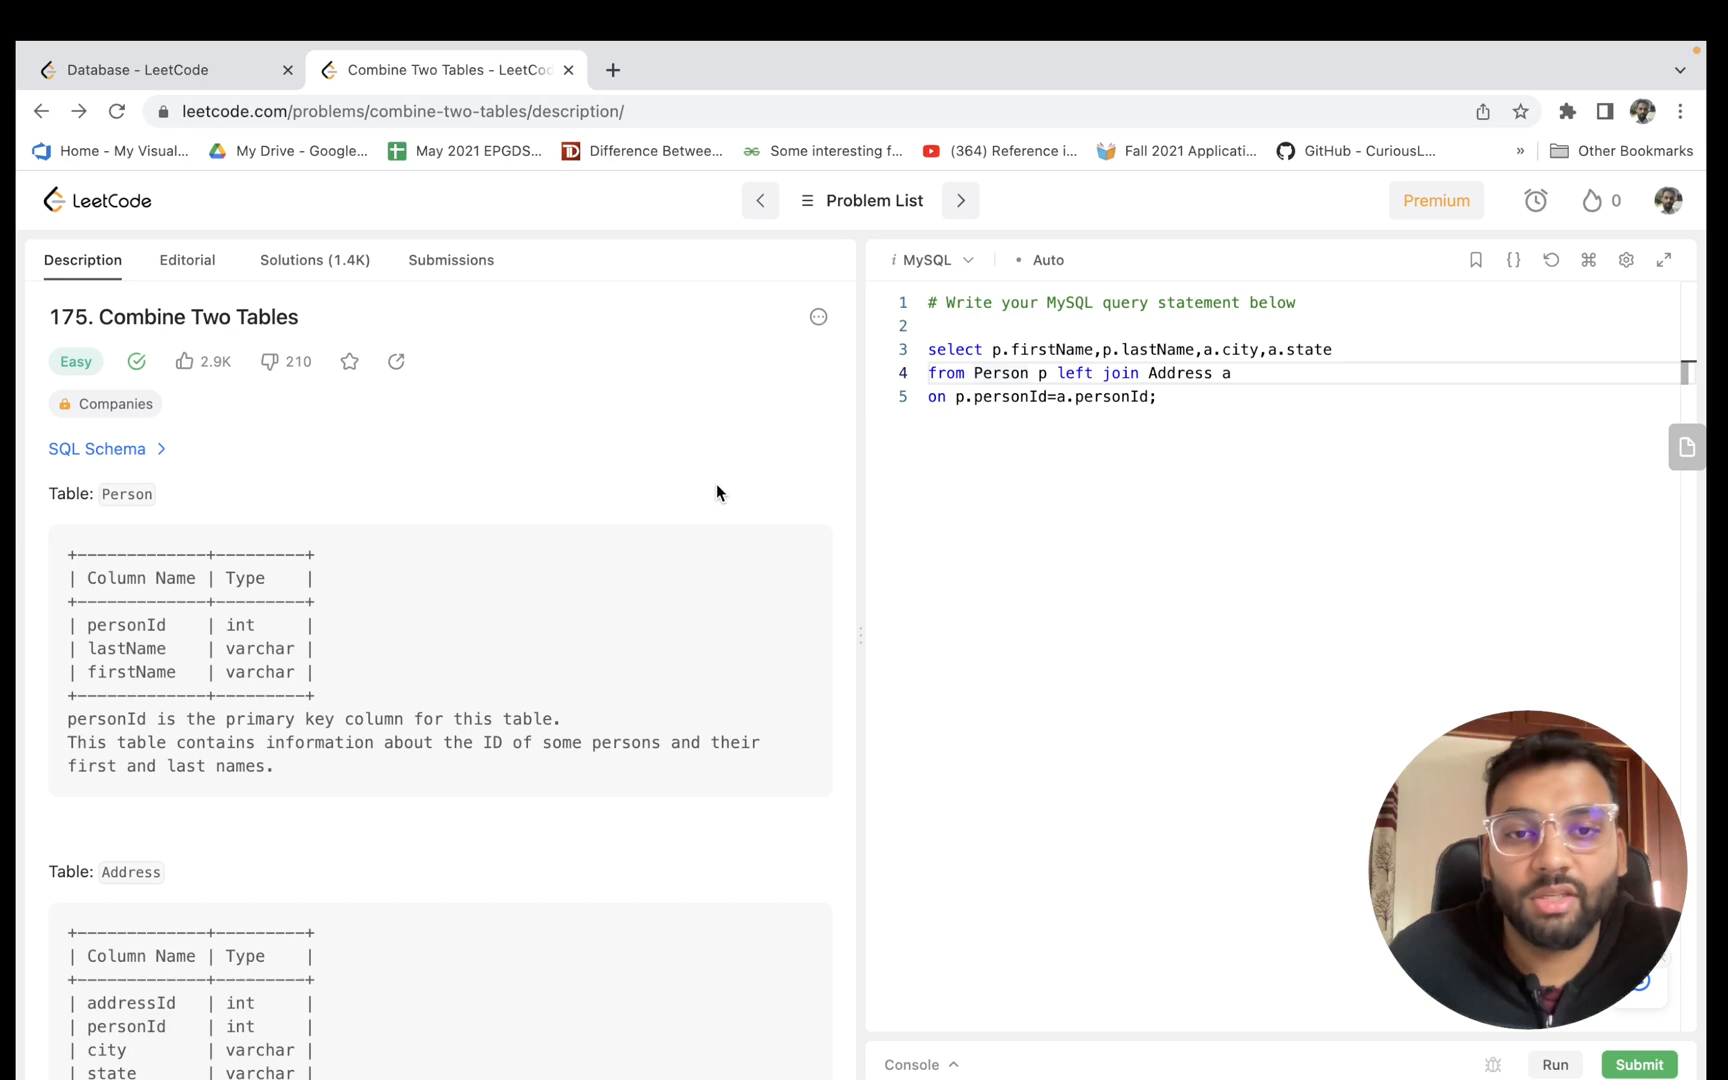 Database - LeetCode
Combine Two Tables - LeetCo
leetcode.com/problems/combine-two-tables/description/
Home - My Visual...
My Drive - Google...
May 2021 EPGDS...
Difference Betwee...
Some interesting f...
(364) Reference i...
Fall 2021 Applicati...
GitHub - CuriousL...
»
Other Bookmarks
LeetCode
Problem List
Premium
0
Description
Editorial
Solutions (1.4K)
Submissions
175. Combine Two Tables
Easy
2.9K
210
Companies
SQL Schema
Table: Person
+-------------+---------+
| Column Name | Type    |
+-------------+---------+
| personId    | int     |
| lastName    | varchar |
| firstName   | varchar |
+-------------+---------+
personId is the primary key column for this table.
This table contains information about the ID of some persons and their
first and last names.
Table: Address
+-------------+---------+
| Column Name | Type    |
+-------------+---------+
| addressId   | int     |
| personId    | int     |
| city        | varchar |
| state       | varchar |
i MySQL
• Auto
1 # Write your MySQL query statement below
2
3 select p.firstName,p.lastName,a.city,a.state
4 from Person p left join Address a
5 on p.personId=a.personId;
Console
Run
Submit